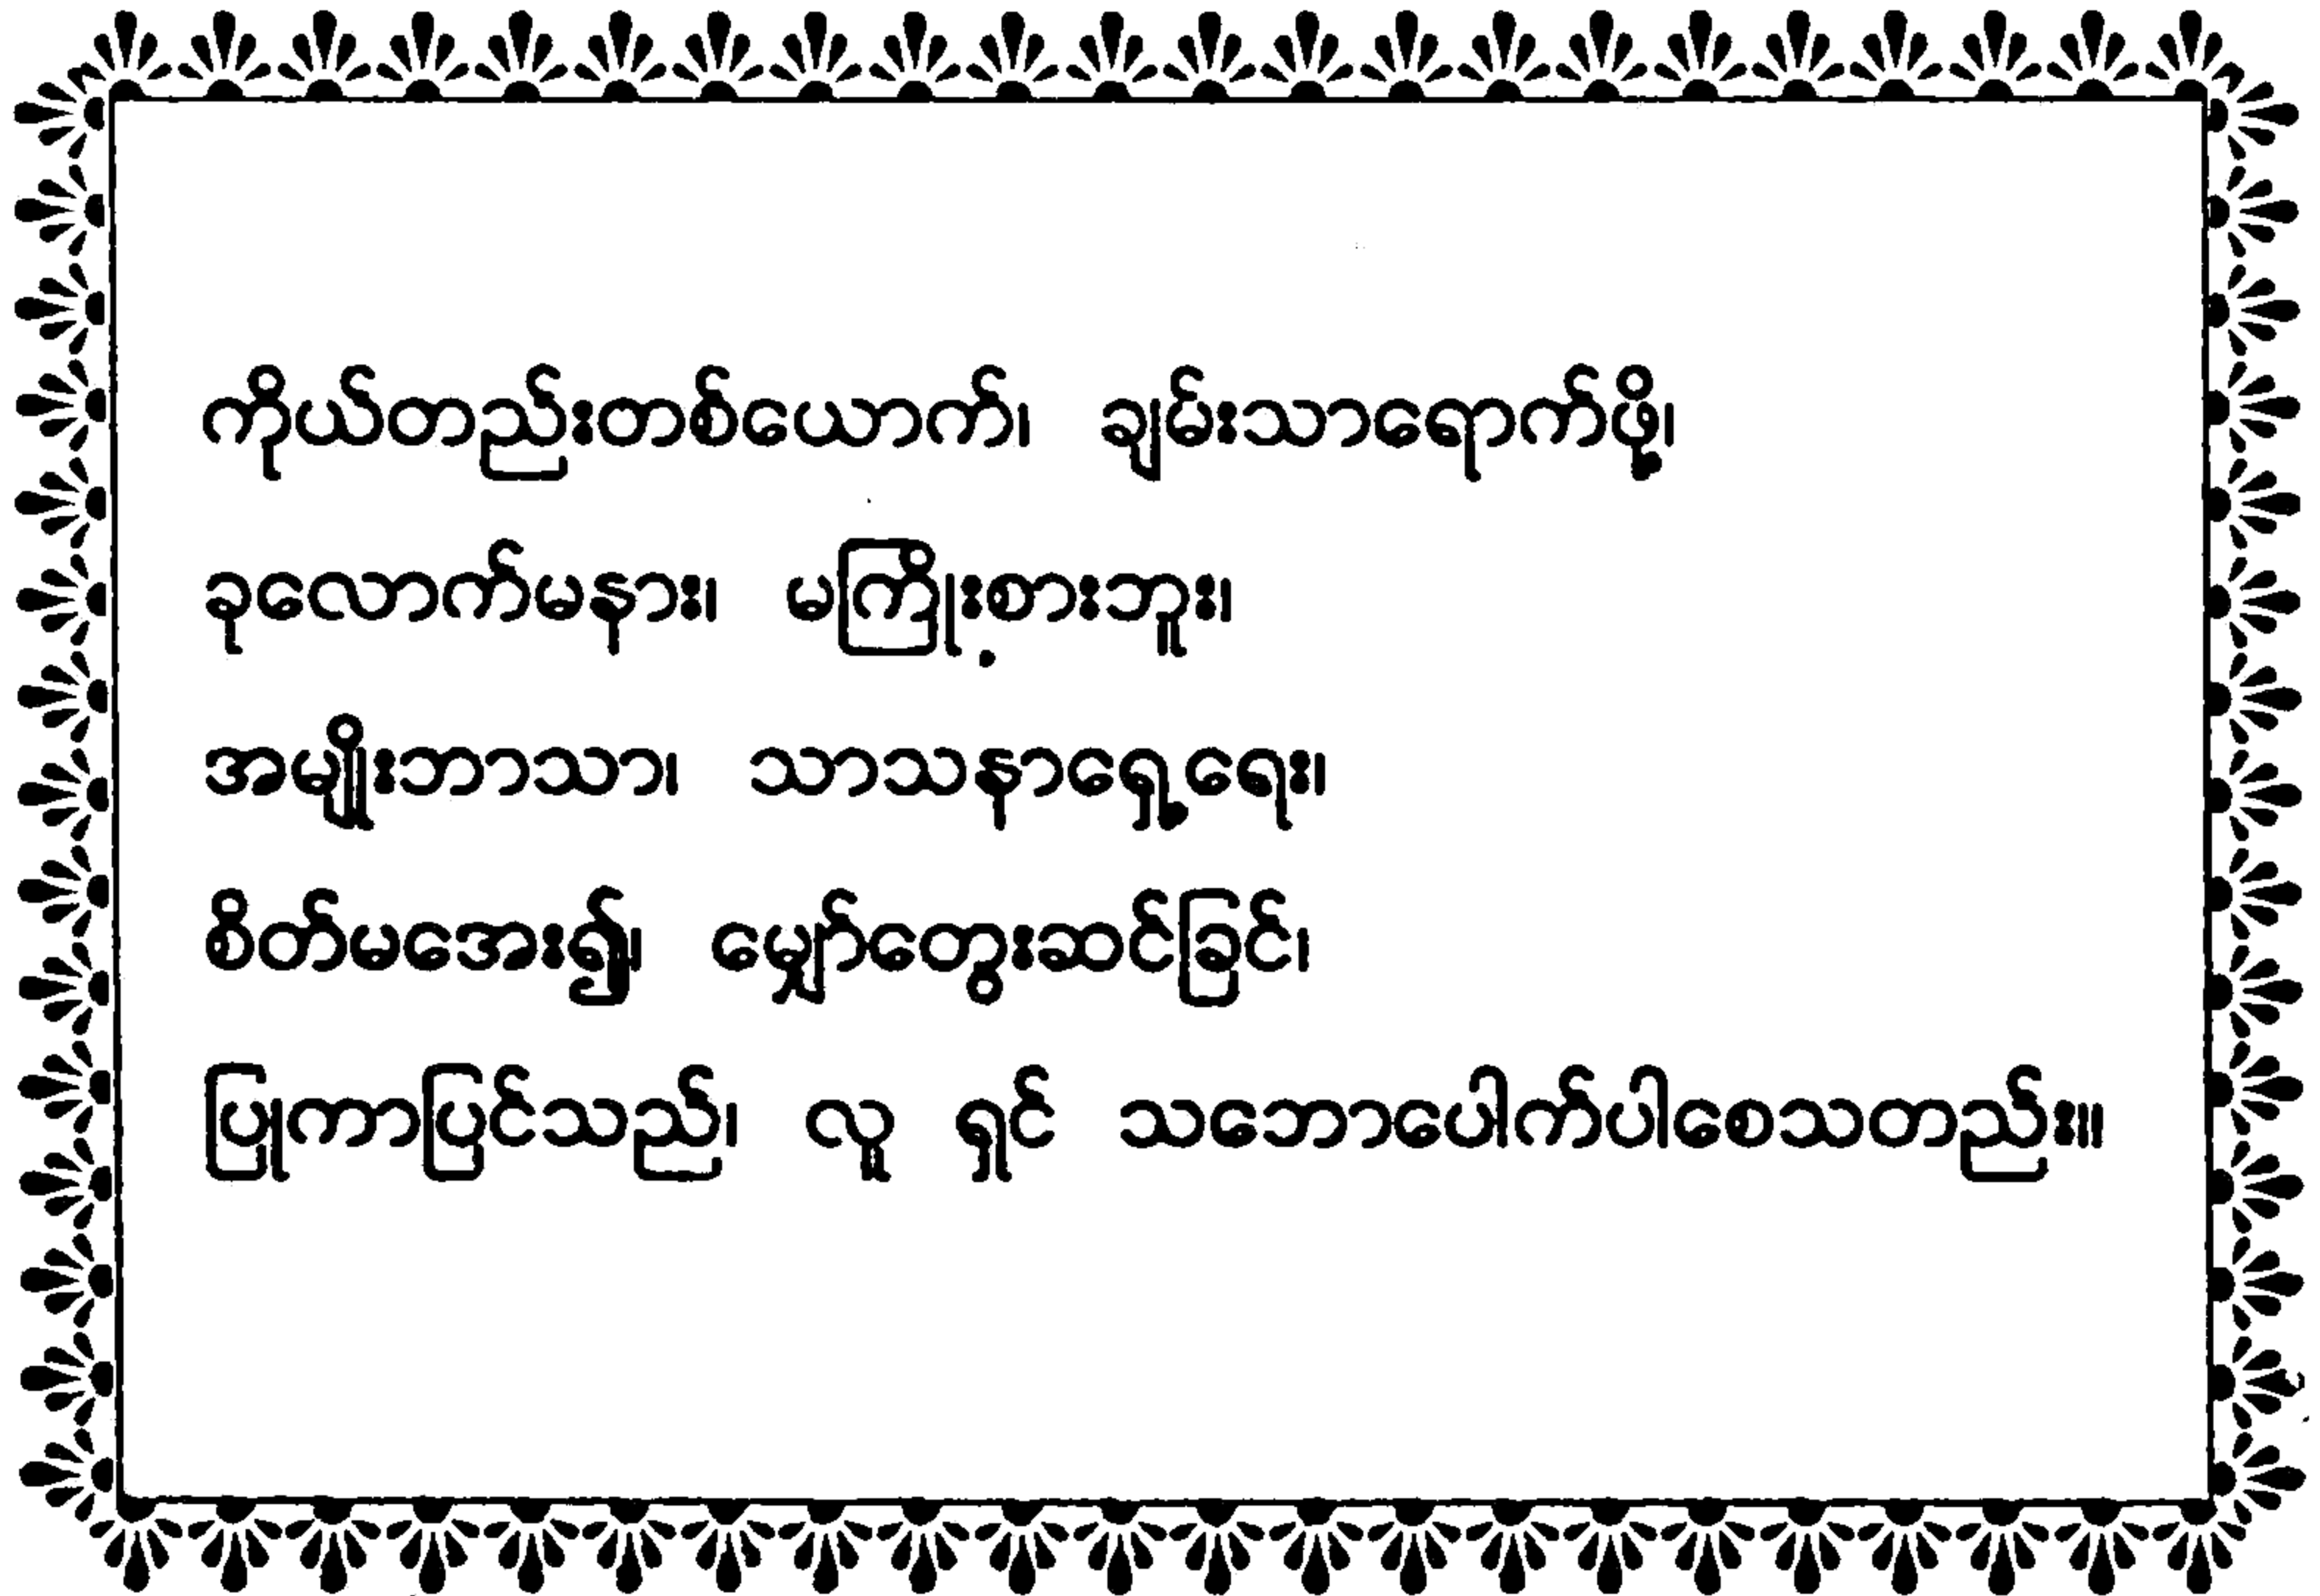 ကိုယ်တည်းတစ်ယောက်၊ ချမ်းသာရောက်ဖို့၊
ခုလောက်မနား၊ မကြိုး့စားဘူး၊
အမျိုးဘာသာ၊ သာသနာရှေ့ရေး၊
စိတ်မအေး၍၊ မျှော်တွေးဆင်ခြင်၊
ပြုကာပြင်သည်၊ လူ ရှင် သဘောပေါက်ပါစေသတည်း။